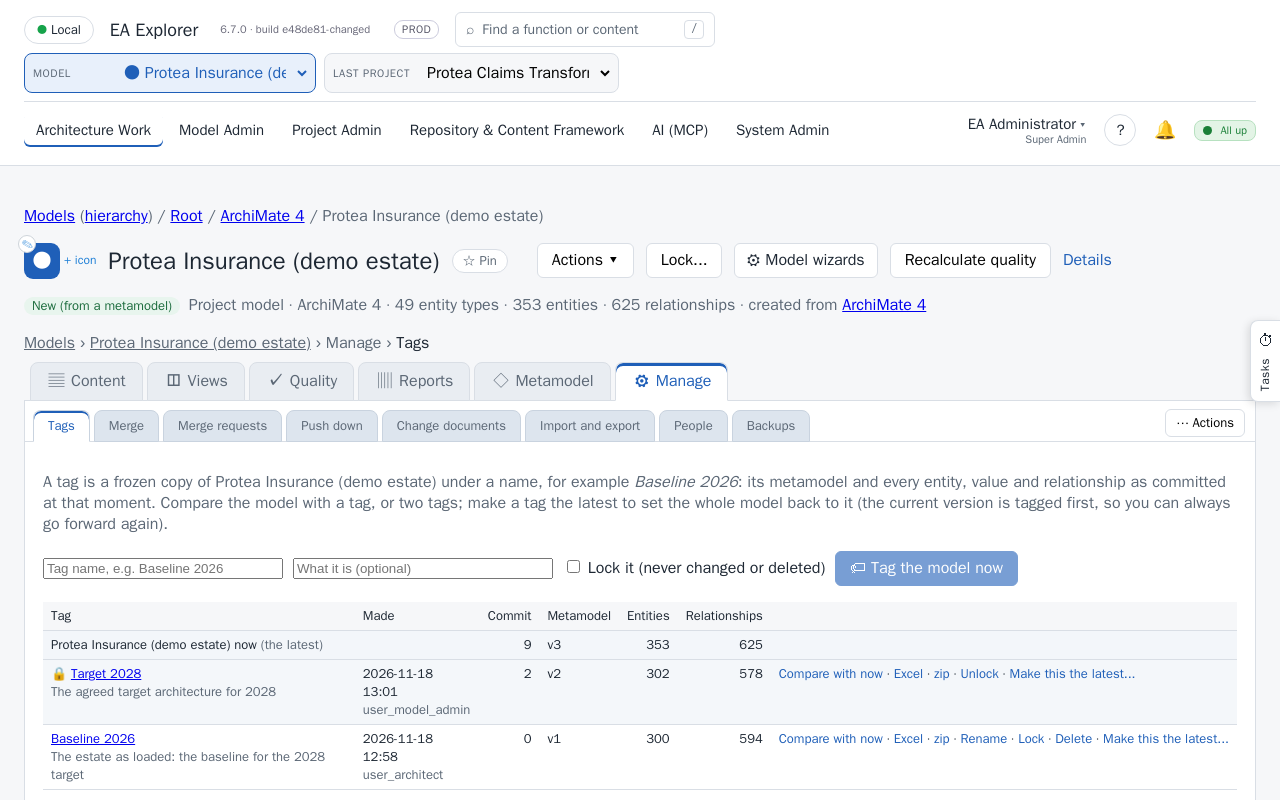 Local
EA Explorer
6.7.0 · build e48de81-changed
PROD
Find a function or content
/
MODEL
Protea Insurance (de
LAST PROJECT
Protea Claims Transfor
Architecture Work
Model Admin
Project Admin
Repository & Content Framework
AI (MCP)
System Admin
EA Administrator
Super Admin
?
All up
Models (hierarchy) / Root / ArchiMate 4 / Protea Insurance (demo estate)
+ icon
Protea Insurance (demo estate)
☆ Pin
Actions ▾
Lock...
⚙ Model wizards
Recalculate quality
Details
New (from a metamodel)
Project model · ArchiMate 4 · 49 entity types · 353 entities · 625 relationships · created from ArchiMate 4
Models › Protea Insurance (demo estate) › Manage › Tags
Tasks
Content
Views
✓ Quality
Reports
◇ Metamodel
⚙ Manage
Tags
Merge
Merge requests
Push down
Change documents
Import and export
People
Backups
··· Actions
A tag is a frozen copy of Protea Insurance (demo estate) under a name, for example Baseline 2026: its metamodel and every entity, value and relationship as committed
at that moment. Compare the model with a tag, or two tags; make a tag the latest to set the whole model back to it (the current version is tagged first, so you can always
go forward again).
Tag name, e.g. Baseline 2026
What it is (optional)
Lock it (never changed or deleted)
Tag the model now
Tag Made Commit Metamodel Entities Relationships
Protea Insurance (demo estate) now (the latest) 9 v3 353 625
Target 2028 2026-11-18 2 v2 302 578 Compare with now · Excel · zip · Unlock · Make this the latest...
The agreed target architecture for 2028 13:01
user_model_admin
Baseline 2026 2026-11-18 0 v1 300 594 Compare with now · Excel · zip · Rename · Lock · Delete · Make this the latest...
The estate as loaded: the baseline for the 2028 12:58
target user_architect